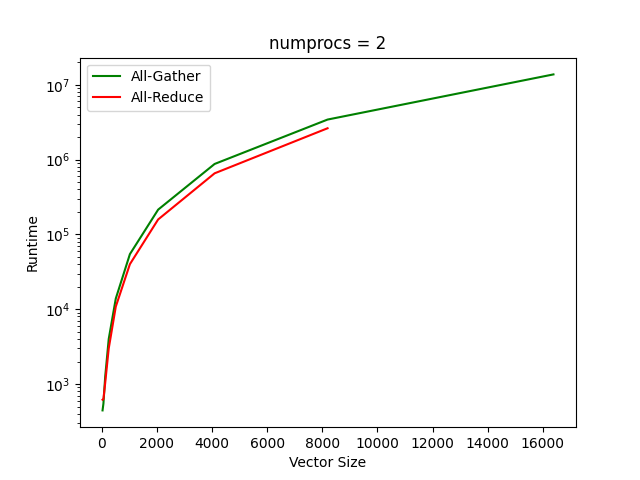 numprocs = 2
All-Gather
All-Reduce
Runtime
10⁷
10⁶
10⁵
10⁴
10³
0 2000 4000 6000 8000 10000 12000 14000 16000
Vector Size